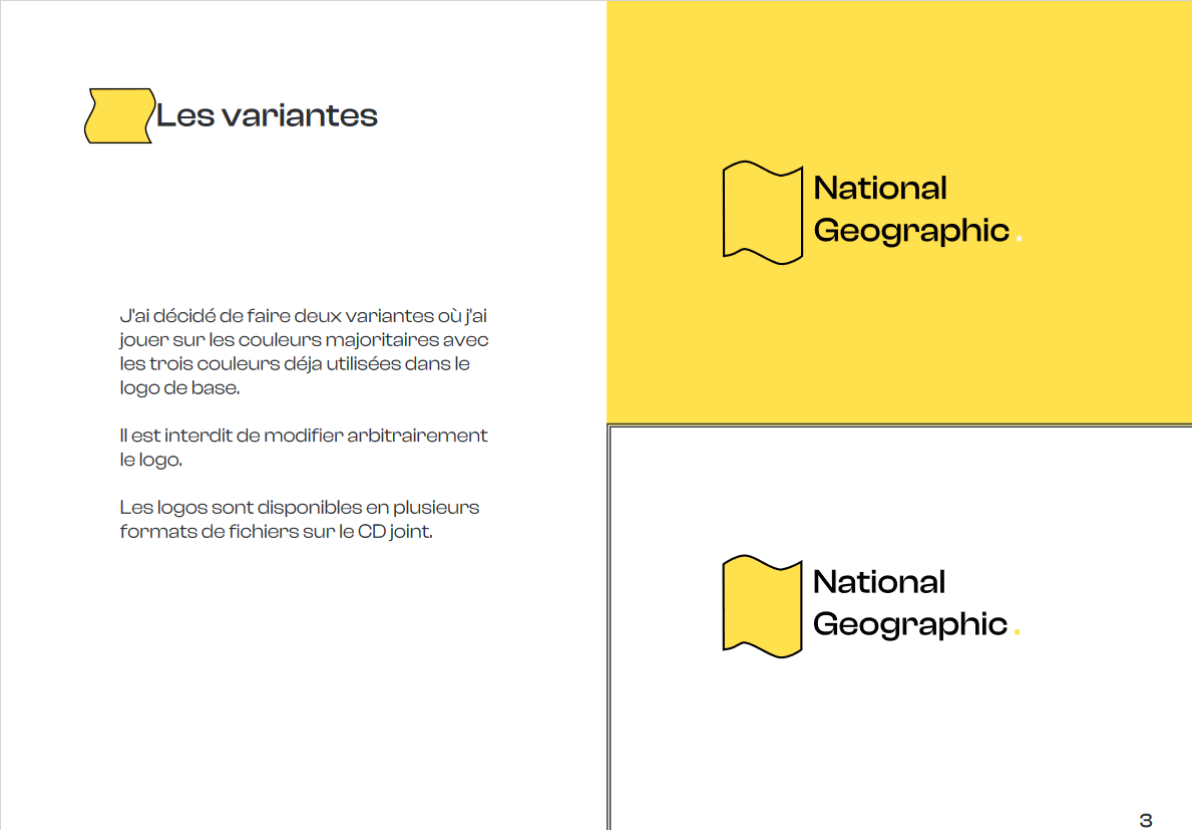 Les variantes
J'ai décidé de faire deux variantes où j'ai
jouer sur les couleurs majoritaires avec
les trois couleurs déja utilisées dans le
logo de base.
Il est interdit de modifier arbitrairement
le logo.
Les logos sont disponibles en plusieurs
formats de fichiers sur le CD joint.
National
Geographic.
National
Geographic.
3